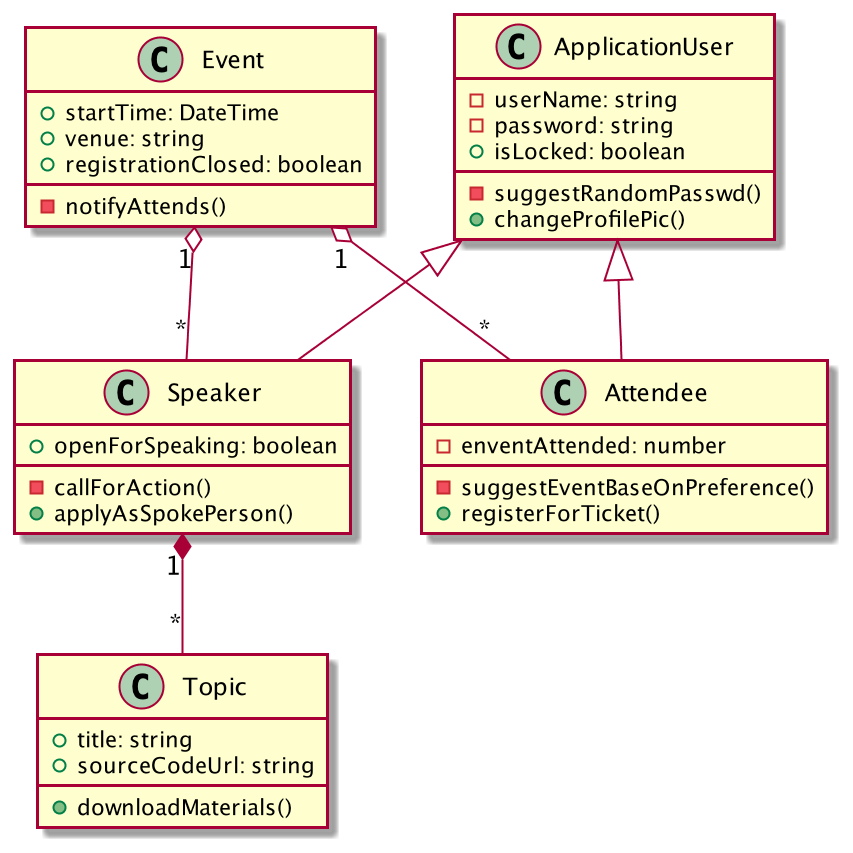 C Event
startTime: DateTime
venue: string
registrationClosed: boolean
notifyAttends()
C ApplicationUser
userName: string
password: string
isLocked: boolean
suggestRandomPasswd()
changeProfilePic()
1
1
*
*
C Speaker
openForSpeaking: boolean
callForAction()
applyAsSpokePerson()
C Attendee
enventAttended: number
suggestEventBaseOnPreference()
registerForTicket()
1
*
C Topic
title: string
sourceCodeUrl: string
downloadMaterials()